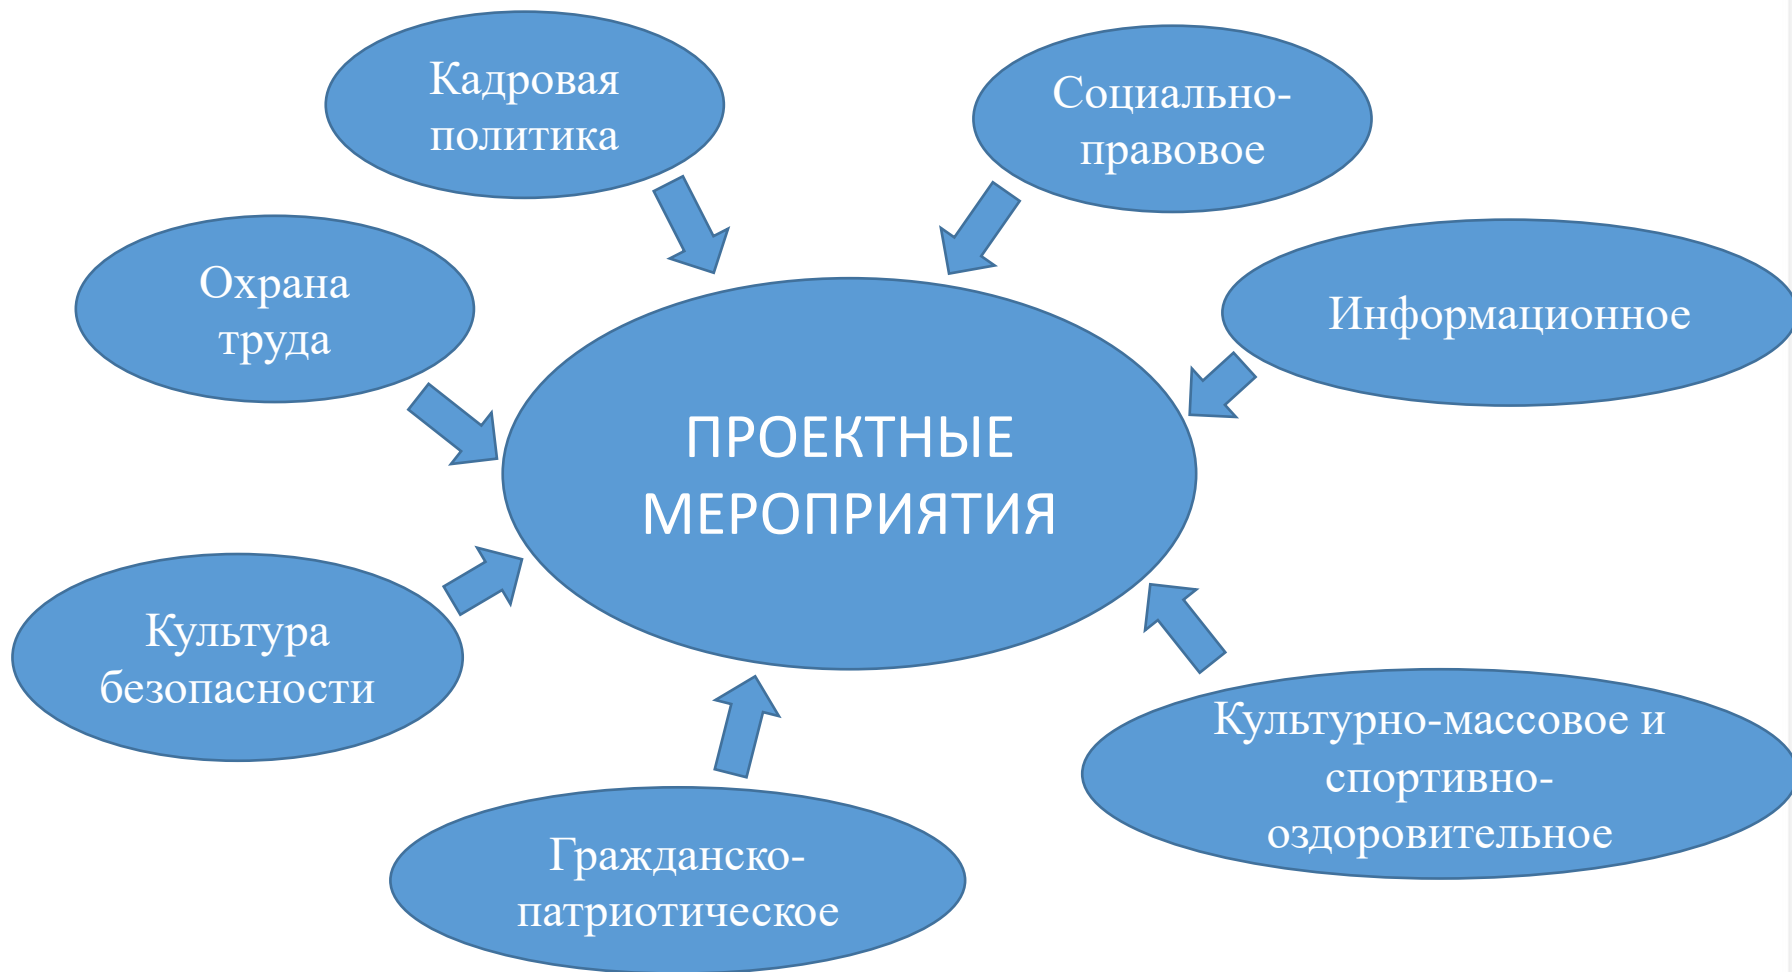 Кадровая
политика
Социально-
правовое
Охрана
труда
Информационное
ПРОЕКТНЫЕ
МЕРОПРИЯТИЯ
Культура
безопасности
Культурно-массовое и
спортивно-
оздоровительное
Гражданско-
патриотическое